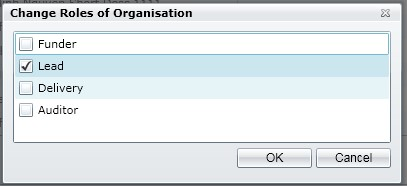 Change Roles of Organisation
Funder
Lead
Delivery
Auditor
OK
Cancel